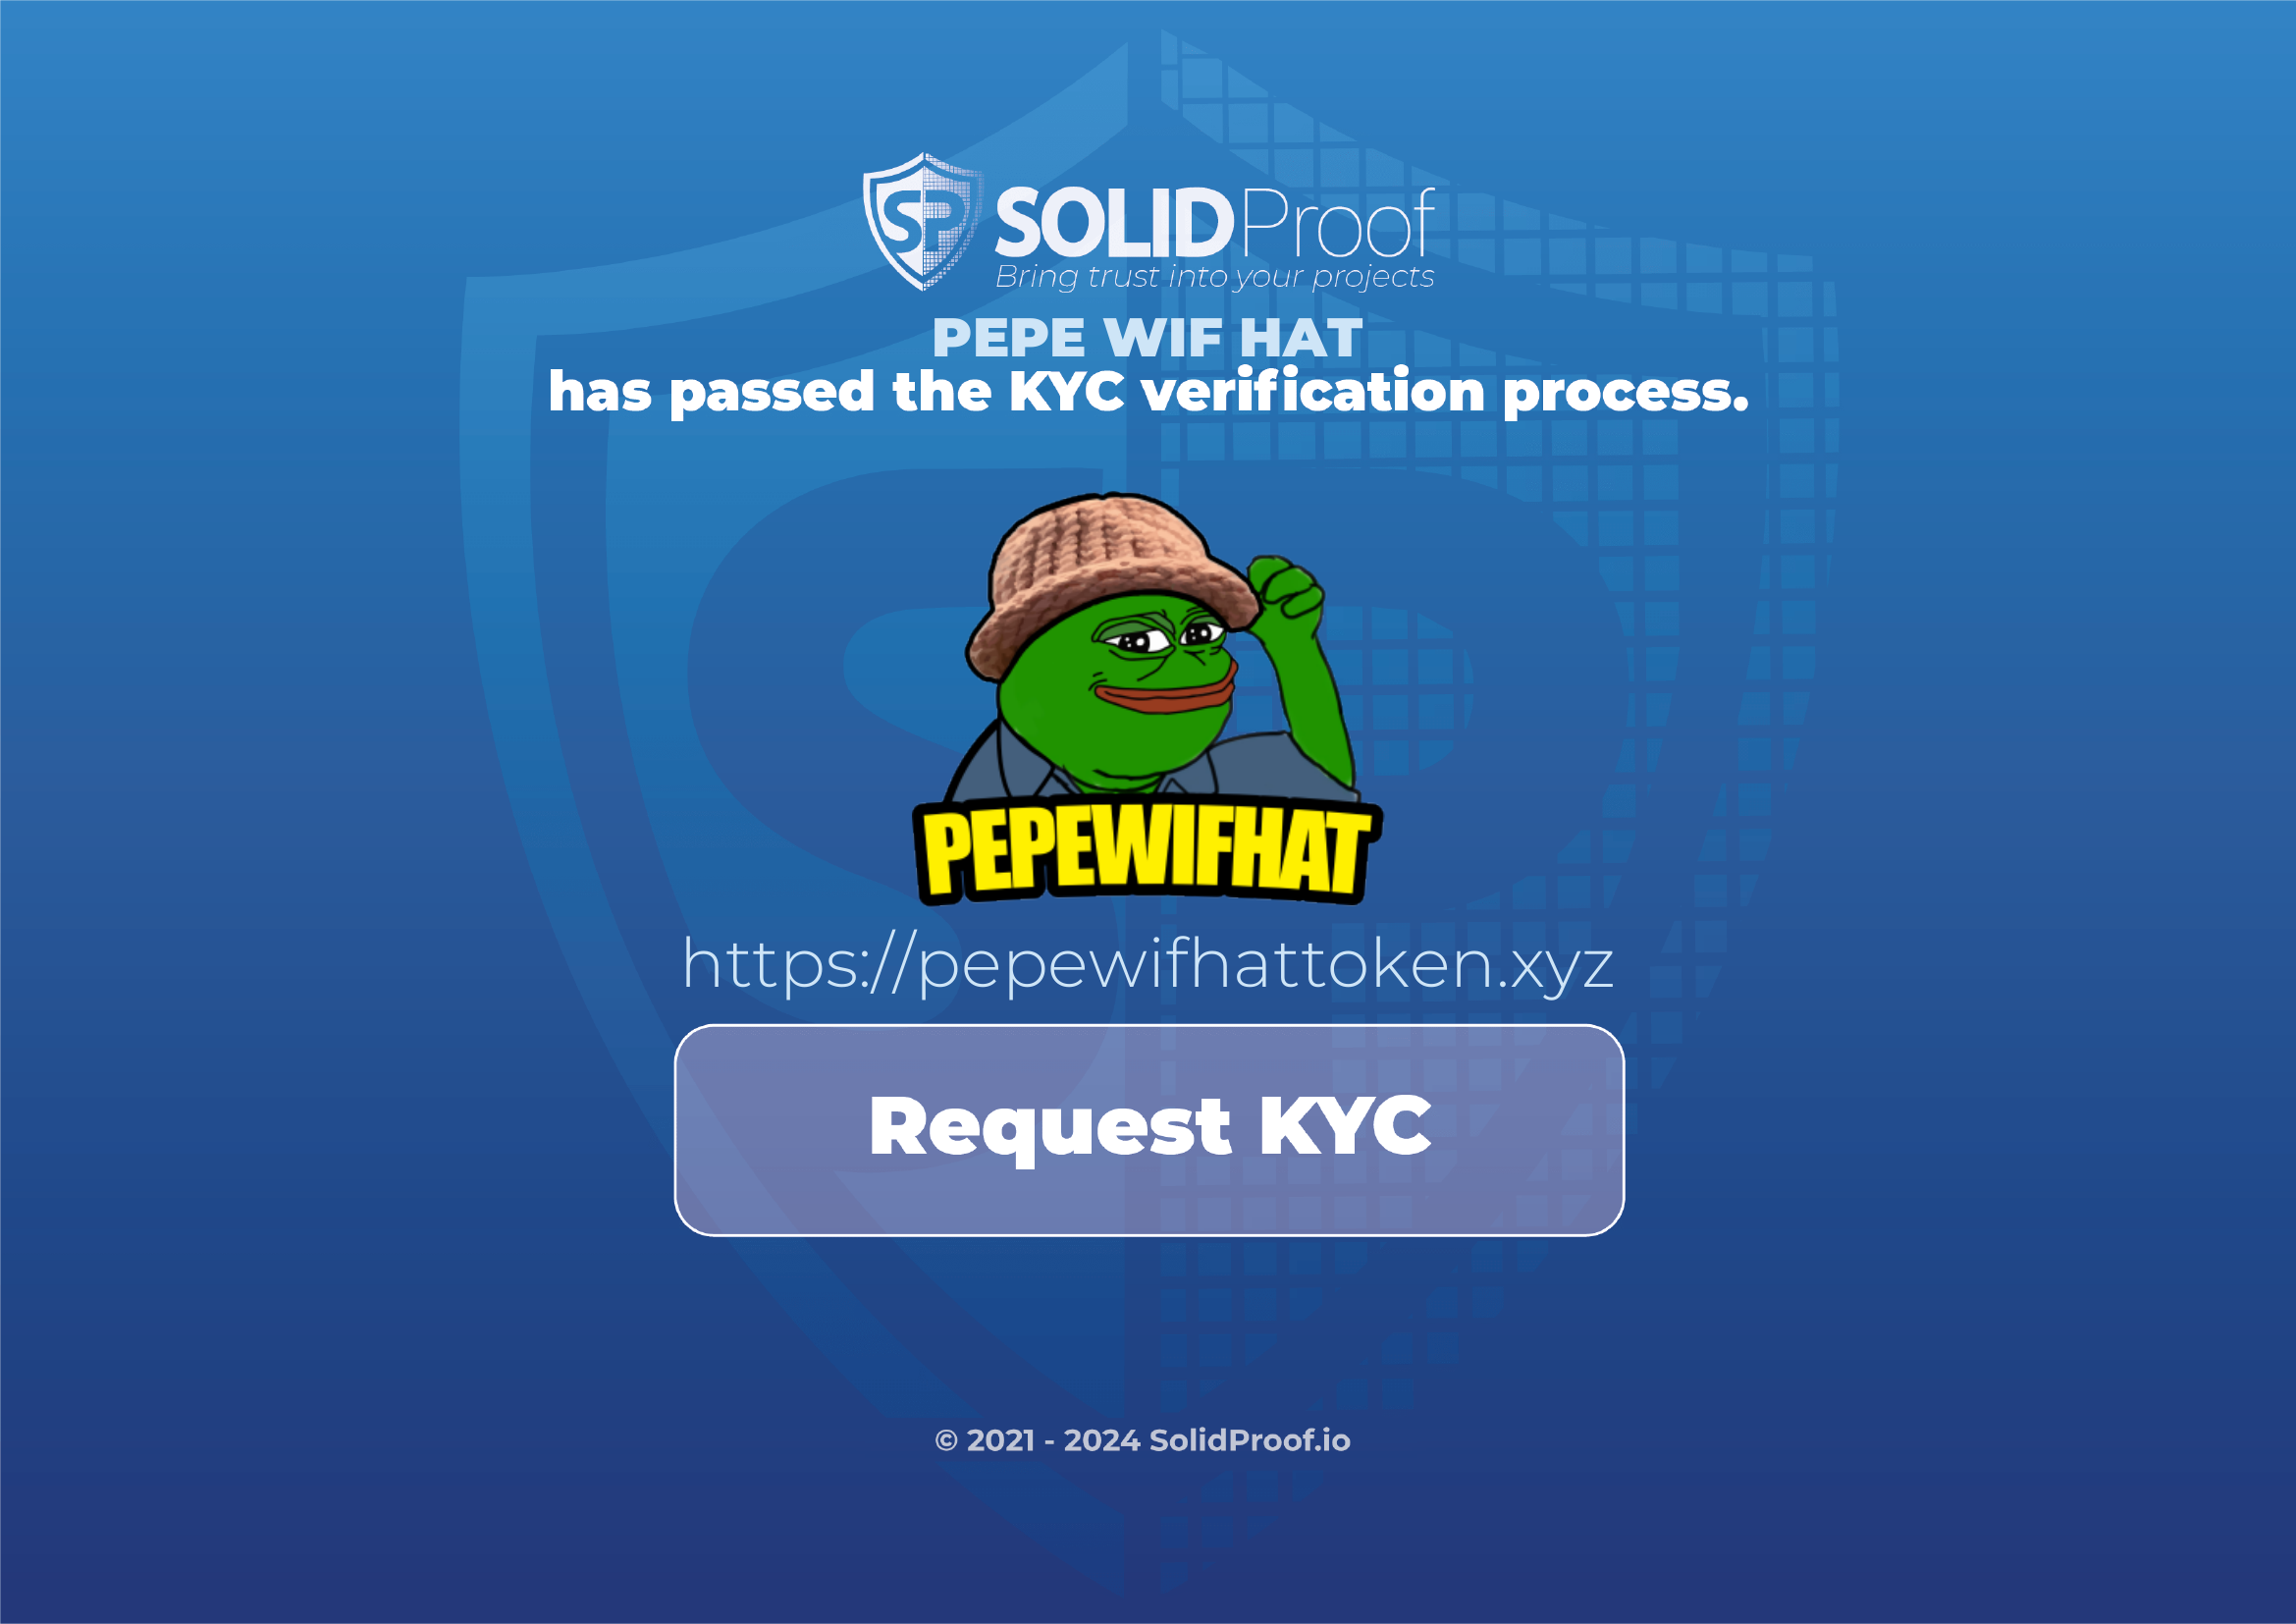 SP SOLIDProof
Bring trust into your projects
PEPE WIF HAT
has passed the KYC verification process.
PEPEWIFHAT
https://pepewifhattoken.xyz
Request KYC
© 2021 - 2024 SolidProof.io